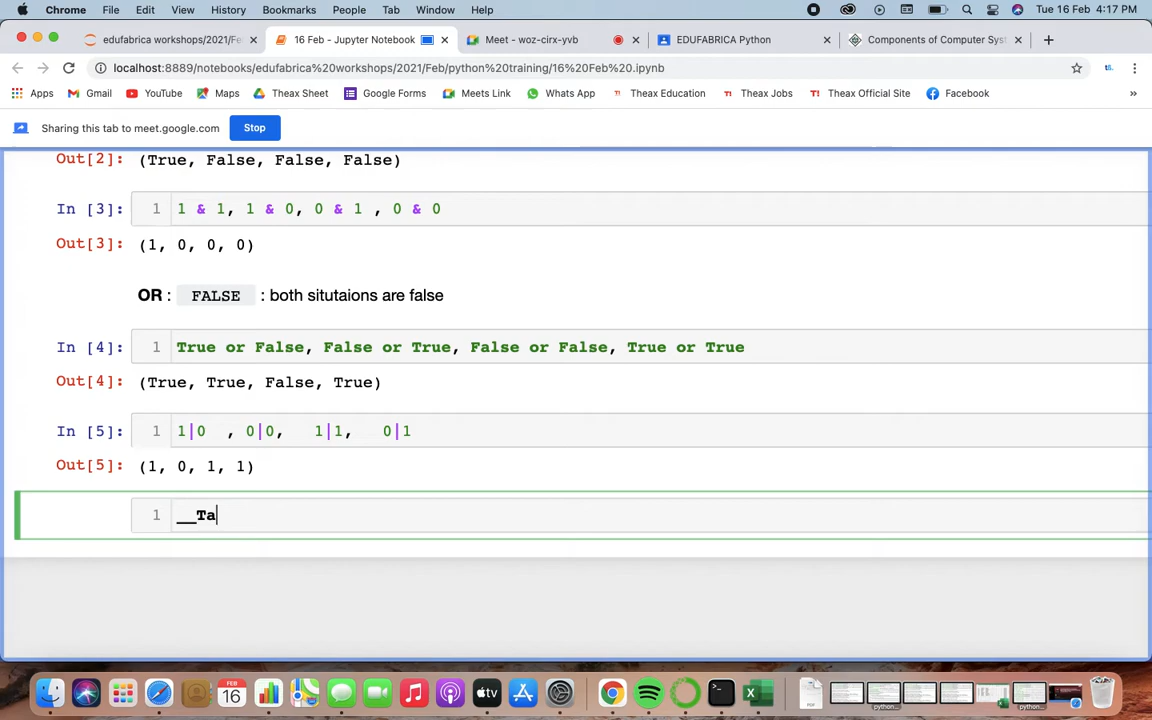 Chrome File Edit View History Bookmarks People Tab Window Help Tue 16 Feb 4:17 PM
edufabrica workshops/2021/Feb/ 16 Feb - Jupyter Notebook Meet - woz-cirx-yvb EDUFABRICA Python Components of Computer Syst
localhost:8889/notebooks/edufabrica%20workshops/2021/Feb/python%20training/16%20Feb%20.ipynb
Apps Gmail YouTube Maps Theax Sheet Google Forms Meets Link Whats App Theax Education Theax Jobs Theax Official Site Facebook »
Sharing this tab to meet.google.com Stop
Out[2]: (True, False, False, False)
In [3]: 1 1 & 1, 1 & 0, 0 & 1 , 0 & 0
Out[3]: (1, 0, 0, 0)
OR : FALSE : both situtaions are false
In [4]: 1 True or False, False or True, False or False, True or True
Out[4]: (True, True, False, True)
In [5]: 1 1|0 , 0|0, 1|1, 0|1
Out[5]: (1, 0, 1, 1)
1 __Ta
FEB
16